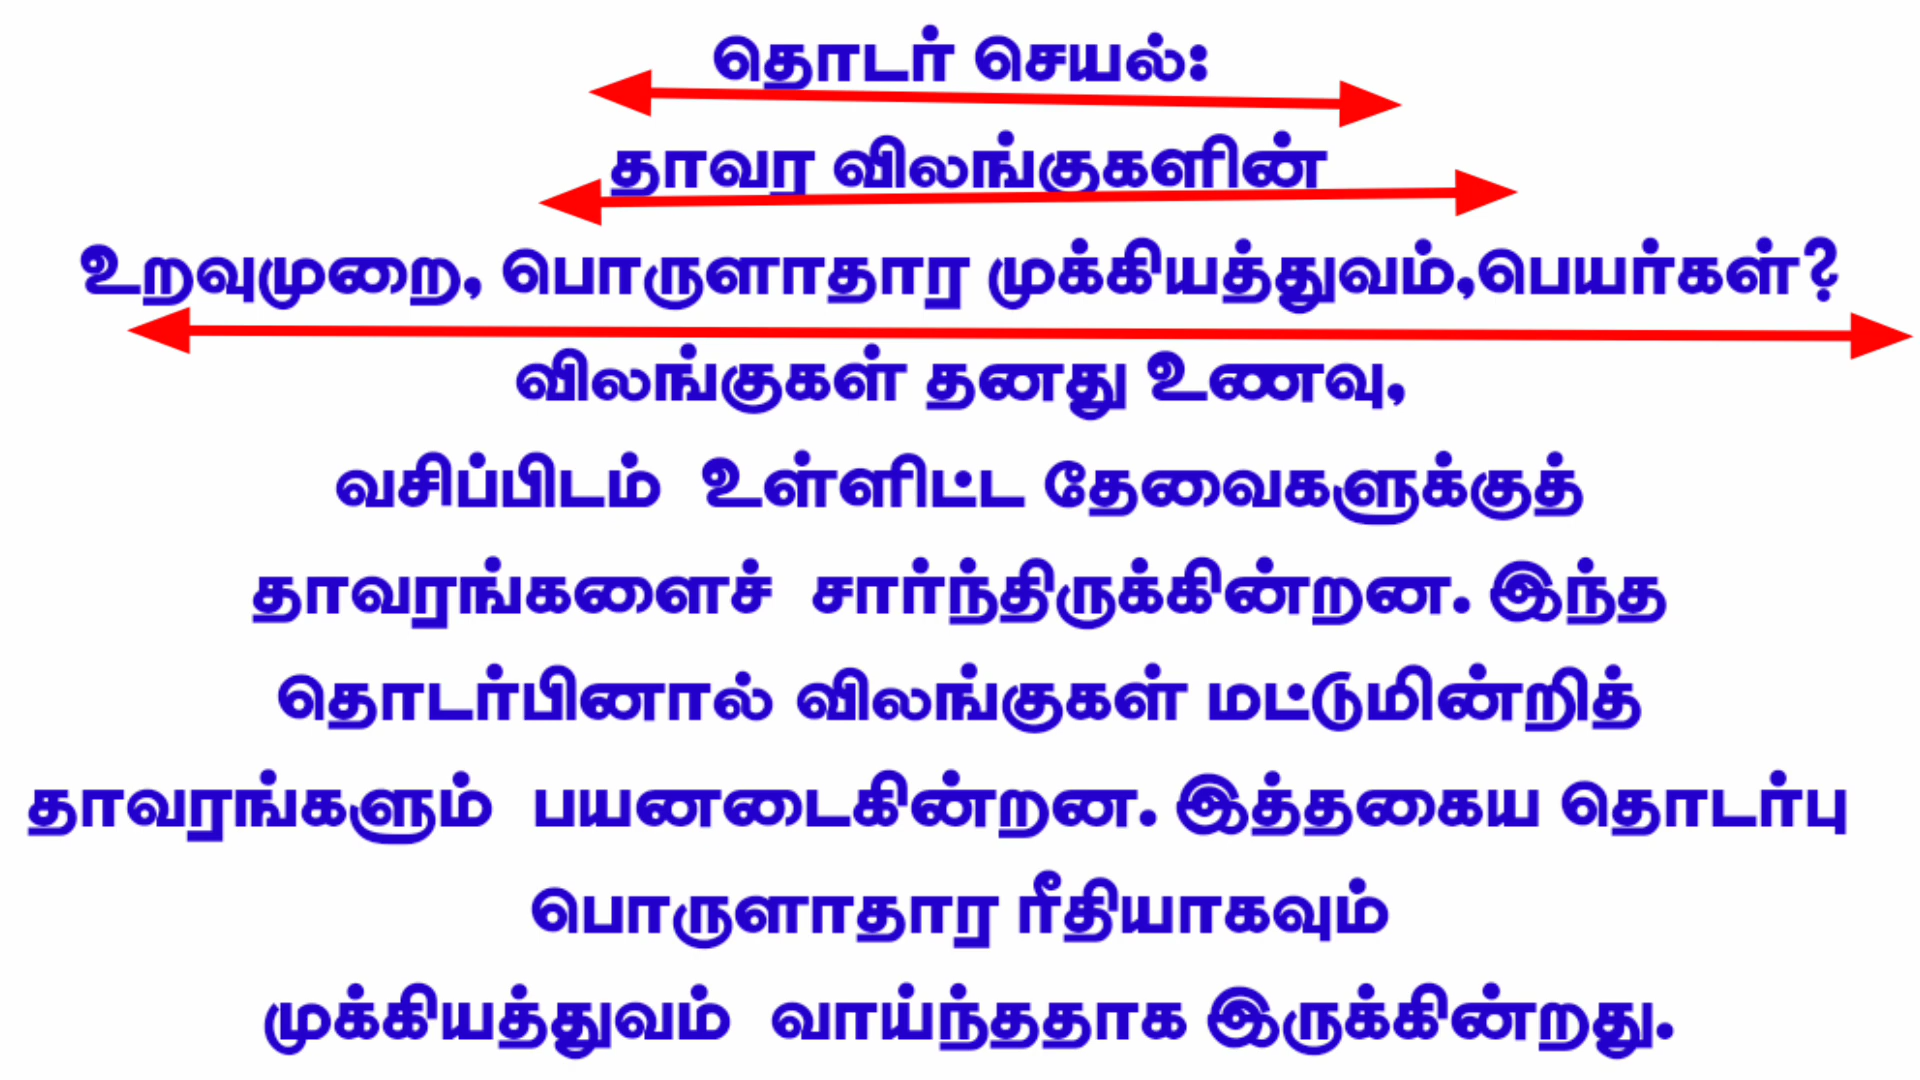 தொடர் செயல்:
தாவர விலங்குகளின்
உறவுமுறை, பொருளாதார முக்கியத்துவம்,பெயர்கள்?
விலங்குகள் தனது உணவு,
வசிப்பிடம் உள்ளிட்ட தேவைகளுக்குத்
தாவரங்களைச் சார்ந்திருக்கின்றன. இந்த
தொடர்பினால் விலங்குகள் மட்டுமின்றித்
தாவரங்களும் பயனடைகின்றன. இத்தகைய தொடர்பு
பொருளாதார ரீதியாகவும்
முக்கியத்துவம் வாய்ந்ததாக இருக்கின்றது.